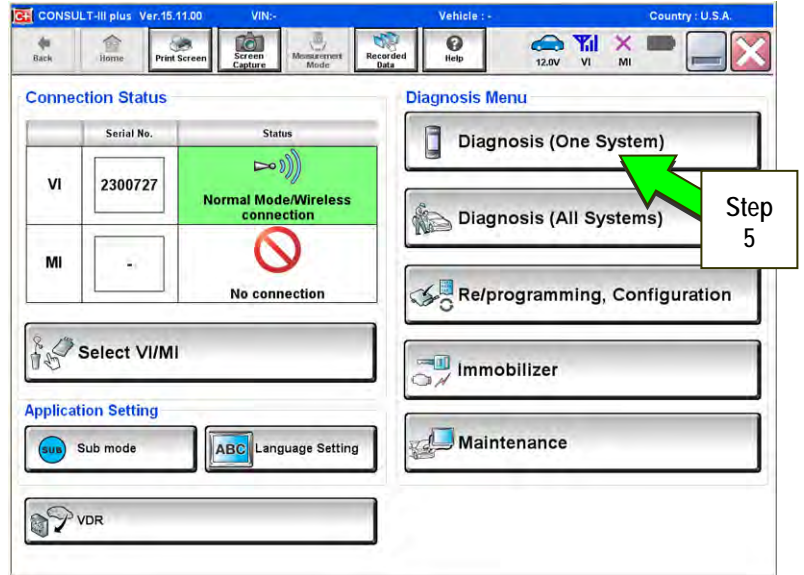 C+ CONSULT-III plus Ver.15.11.00 VIN:- Vehicle : - Country : U.S.A.
Back
Home
Print Screen
Screen Capture
Measurement Mode
Recorded Data
Help
12.0V
VI
MI
Connection Status
Serial No. Status
VI 2300727
Normal Mode/Wireless
connection
MI -
No connection
Select VI/MI
Application Setting
SUB Sub mode
ABC Language Setting
VDR
Diagnosis Menu
Diagnosis (One System)
Step
5
Diagnosis (All Systems)
Re/programming, Configuration
Immobilizer
Maintenance